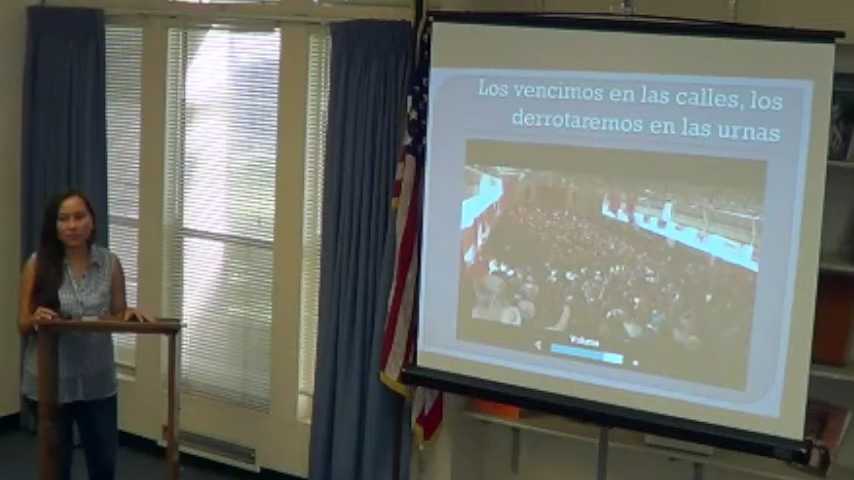 Los vencimos en las calles, los
derrotaremos en las urnas
Volume